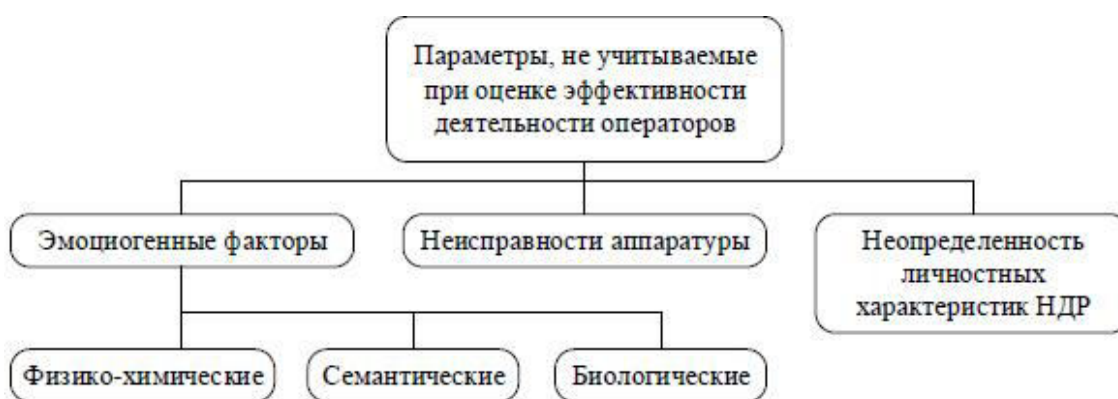 Параметры, не учитываемые
при оценке эффективности
деятельности операторов
Эмоциогенные факторы
Неисправности аппаратуры
Неопределенность
личностных
характеристик НДР
Физико-химические
Семантические
Биологические